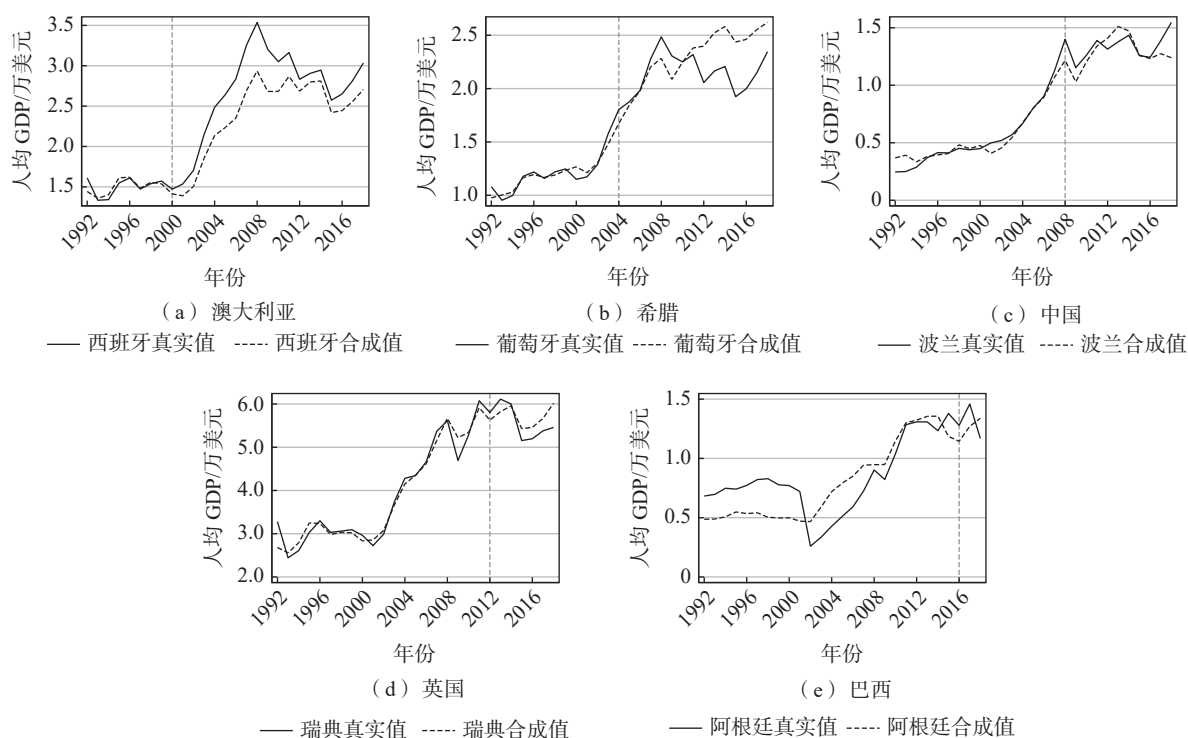 人均 GDP/万美元
3.5
3.0
2.5
2.0
1.5
1992
1996
2000
2004
2008
2012
2016
年份
(a) 澳大利亚
西班牙真实值 西班牙合成值
人均 GDP/万美元
2.5
2.0
1.5
1.0
1992
1996
2000
2004
2008
2012
2016
年份
(b) 希腊
葡萄牙真实值 葡萄牙合成值
人均 GDP/万美元
1.5
1.0
0.5
0
1992
1996
2000
2004
2008
2012
2016
年份
(c) 中国
波兰真实值 波兰合成值
人均 GDP/万美元
6.0
5.0
4.0
3.0
2.0
1992
1996
2000
2004
2008
2012
2016
年份
(d) 英国
瑞典真实值 瑞典合成值
人均 GDP/万美元
1.5
1.0
0.5
0
1992
1996
2000
2004
2008
2012
2016
年份
(e) 巴西
阿根廷真实值 阿根廷合成值